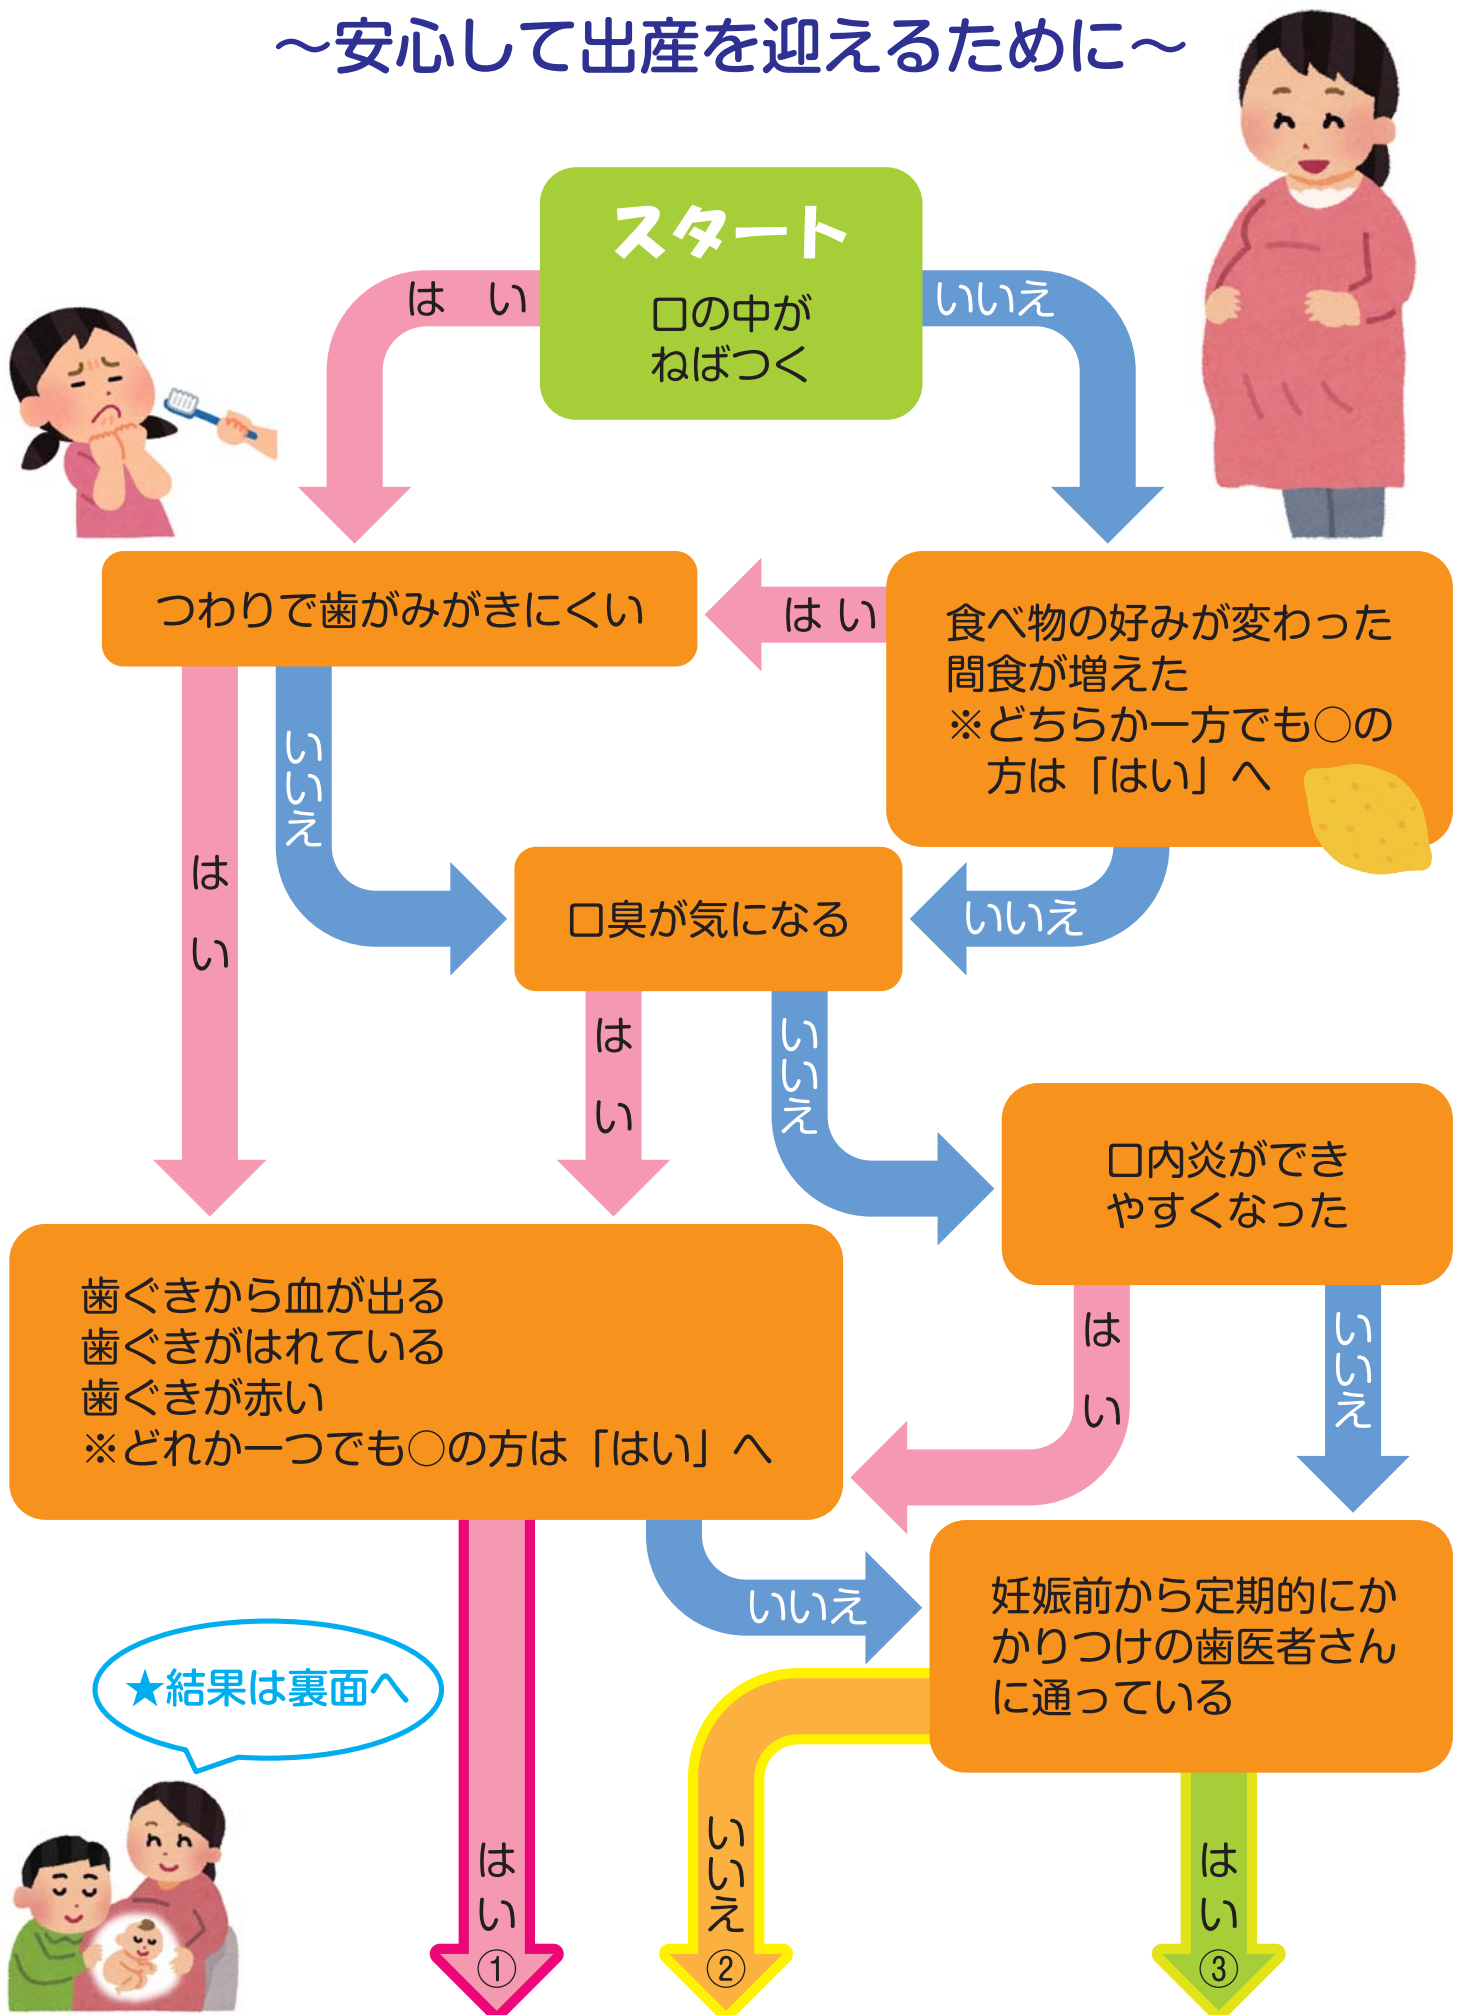 ～安心して出産を迎えるために～
スタート
口の中が
ねばつく
はい
いいえ
つわりで歯がみがきにくい
はい
食べ物の好みが変わった
間食が増えた
※どちらか一方でも○の
方は「はい」へ
はい
いいえ
口臭が気になる
いいえ
はい
いいえ
口内炎ができ
やすくなった
歯ぐきから血が出る
歯ぐきがはれている
歯ぐきが赤い
※どれか一つでも○の方は「はい」へ
はい
いいえ
いいえ
妊娠前から定期的にか
かりつけの歯医者さん
に通っている
★結果は裏面へ
はい
①
いいえ
②
はい
③